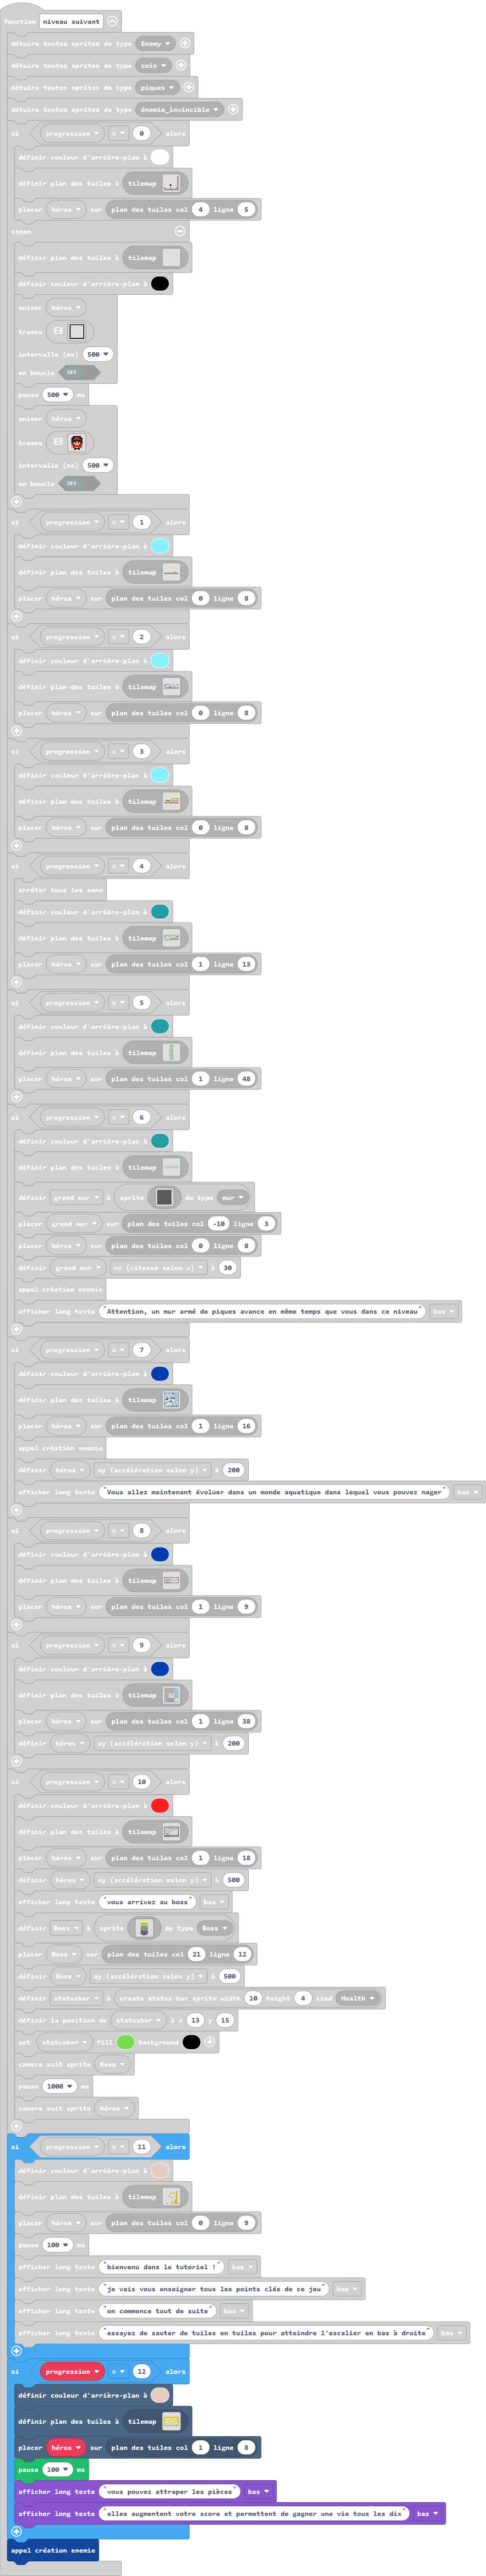 fonction niveau suivant
détuire toutes sprites de type Enemy
détuire toutes sprites de type coin
détuire toutes sprites de type piques
détuire toutes sprites de type énemie_invincible
si progression = 0 alors
définir couleur d'arrière-plan à
définir plan des tuiles à tilemap
placer héros sur plan des tuiles col 4 ligne 5
sinon
définir plan des tuiles à tilemap
définir couleur d'arrière-plan à
animer héros
trames
intervalle (ms) 500
en boucle OFF
pause 500 ms
animer héros
trames
intervalle (ms) 500
en boucle OFF
si progression = 1 alors
définir couleur d'arrière-plan à
définir plan des tuiles à tilemap
placer héros sur plan des tuiles col 0 ligne 8
si progression = 2 alors
définir couleur d'arrière-plan à
définir plan des tuiles à tilemap
placer héros sur plan des tuiles col 0 ligne 8
si progression = 3 alors
définir couleur d'arrière-plan à
définir plan des tuiles à tilemap
placer héros sur plan des tuiles col 0 ligne 8
si progression = 4 alors
arrêter tous les sons
définir couleur d'arrière-plan à
définir plan des tuiles à tilemap
placer héros sur plan des tuiles col 1 ligne 13
si progression = 5 alors
définir couleur d'arrière-plan à
définir plan des tuiles à tilemap
placer héros sur plan des tuiles col 1 ligne 48
si progression = 6 alors
définir couleur d'arrière-plan à
définir plan des tuiles à tilemap
définir grand mur à sprite de type mur
placer grand mur sur plan des tuiles col -10 ligne 3
placer héros sur plan des tuiles col 0 ligne 8
définir grand mur vx (vitesse selon x) à 30
appel création enemie
afficher long texte "Attention, un mur armé de piques avance en même temps que vous dans ce niveau" bas
si progression = 7 alors
définir couleur d'arrière-plan à
définir plan des tuiles à tilemap
placer héros sur plan des tuiles col 1 ligne 16
appel création enemie
définir héros ay (accélération selon y) à 200
afficher long texte "Vous allez maintenant évoluer dans un monde aquatique dans lequel vous pouvez nager" bas
si progression = 8 alors
définir couleur d'arrière-plan à
définir plan des tuiles à tilemap
placer héros sur plan des tuiles col 1 ligne 9
si progression = 9 alors
définir couleur d'arrière-plan à
définir plan des tuiles à tilemap
placer héros sur plan des tuiles col 1 ligne 38
définir héros ay (accélération selon y) à 200
si progression = 10 alors
définir couleur d'arrière-plan à
définir plan des tuiles à tilemap
placer héros sur plan des tuiles col 1 ligne 18
définir héros ay (accélération selon y) à 500
afficher long texte "vous arrivez au boss" bas
définir Boss à sprite de type Boss
placer Boss sur plan des tuiles col 21 ligne 12
définir Boss ay (accélération selon y) à 500
définir statusbar à create status bar sprite width 10 height 4 kind Health
définir la position de statusbar à x 13 y 15
set statusbar fill background
camera suit sprite Boss
pause 1000 ms
camera suit sprite héros
si progression = 11 alors
définir couleur d'arrière-plan à
définir plan des tuiles à tilemap
placer héros sur plan des tuiles col 0 ligne 9
pause 100 ms
afficher long texte "bienvenu dans le tutoriel !" bas
afficher long texte "je vais vous enseigner tous les points clés de ce jeu" bas
afficher long texte "on commence tout de suite" bas
afficher long texte "essayez de sauter de tuiles en tuiles pour atteindre l'escalier en bas à droite" bas
si progression = 12 alors
définir couleur d'arrière-plan à
définir plan des tuiles à tilemap
placer héros sur plan des tuiles col 1 ligne 8
pause 100 ms
afficher long texte "vous pouvez attraper les pièces" bas
afficher long texte "elles augmentent votre score et permettent de gagner une vie tous les dix" bas
appel création enemie